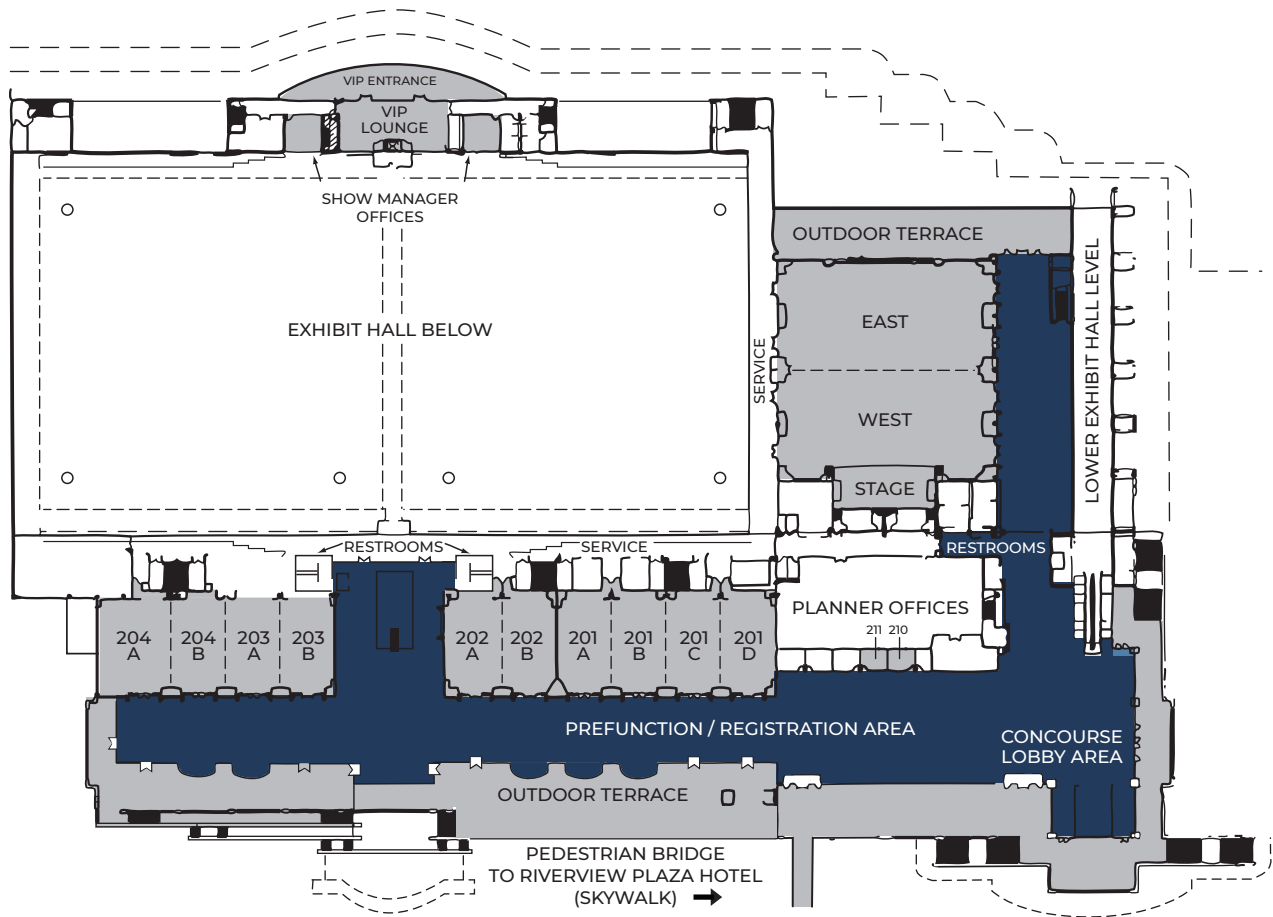 VIP ENTRANCE
VIP
LOUNGE
SHOW MANAGER
OFFICES
OUTDOOR TERRACE
EXHIBIT HALL BELOW
EAST
SERVICE
LOWER EXHIBIT HALL LEVEL
WEST
STAGE
RESTROOMS
SERVICE
RESTROOMS
PLANNER OFFICES
211
210
204
A
204
B
203
A
203
B
202
A
202
B
201
A
201
B
201
C
201
D
PREFUNCTION / REGISTRATION AREA
CONCOURSE
LOBBY AREA
OUTDOOR TERRACE
PEDESTRIAN BRIDGE
TO RIVERVIEW PLAZA HOTEL
(SKYWALK)